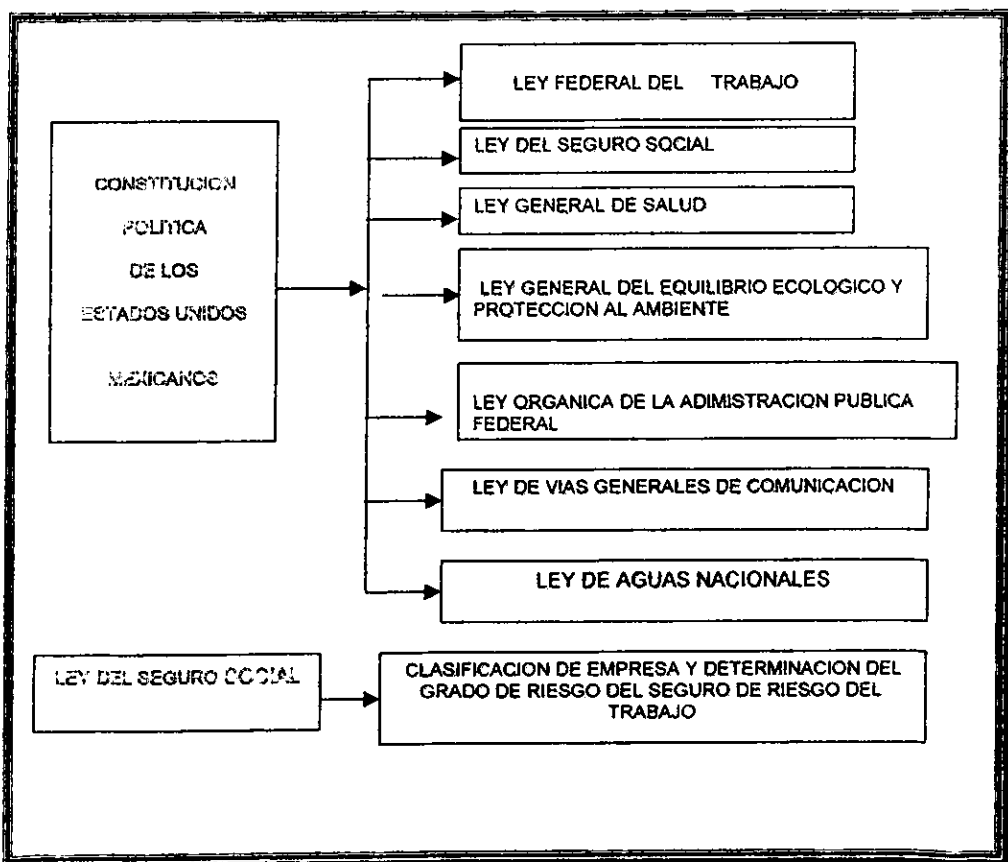 CONSTITUCION
POLITICA
DE LOS
ESTADOS UNIDOS
MEXICANOS
LEY FEDERAL DEL TRABAJO
LEY DEL SEGURO SOCIAL
LEY GENERAL DE SALUD
LEY GENERAL DEL EQUILIBRIO ECOLOGICO Y
PROTECCION AL AMBIENTE
LEY ORGANICA DE LA ADIMISTRACION PUBLICA
FEDERAL
LEY DE VIAS GENERALES DE COMUNICACION
LEY DE AGUAS NACIONALES
LEY DEL SEGURO SOCIAL
CLASIFICACION DE EMPRESA Y DETERMINACION DEL
GRADO DE RIESGO DEL SEGURO DE RIESGO DEL
TRABAJO